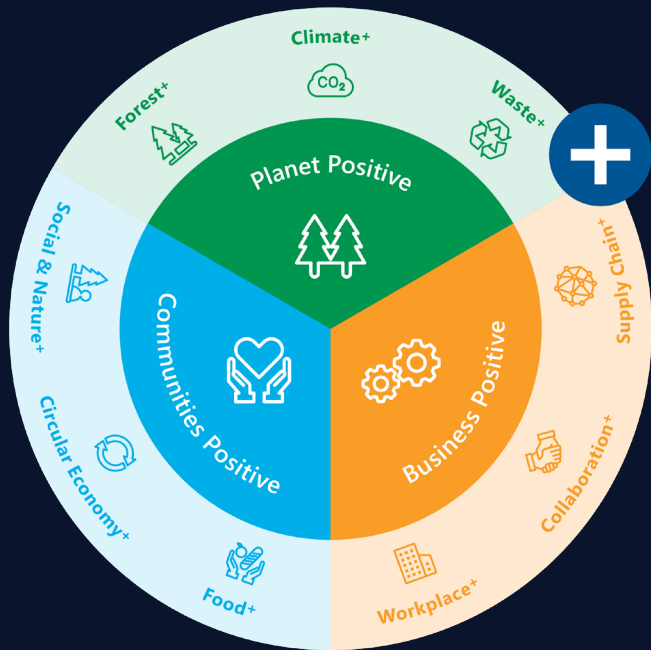 Climate⁺
Forest⁺
Waste⁺
CO₂
Planet Positive
Social & Nature⁺
Supply Chain⁺
Communities Positive
Business Positive
Circular Economy⁺
Collaboration⁺
Food⁺
Workplace⁺
+